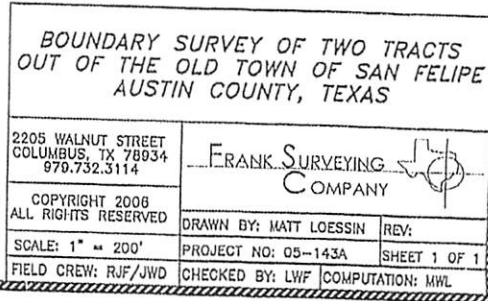 BOUNDARY SURVEY OF TWO TRACTS
OUT OF THE OLD TOWN OF SAN FELIPE
AUSTIN COUNTY, TEXAS
2205 WALNUT STREET
COLUMBUS, TX 78934
979.732.3114
FRANK SURVEYING
COMPANY
COPYRIGHT 2006
ALL RIGHTS RESERVED
DRAWN BY: MATT LOESSIN
REV:
SCALE: 1" = 200'
PROJECT NO: 05-143A
SHEET 1 OF 1
FIELD CREW: RJF/JWD
CHECKED BY: LWF
COMPUTATION: MWL